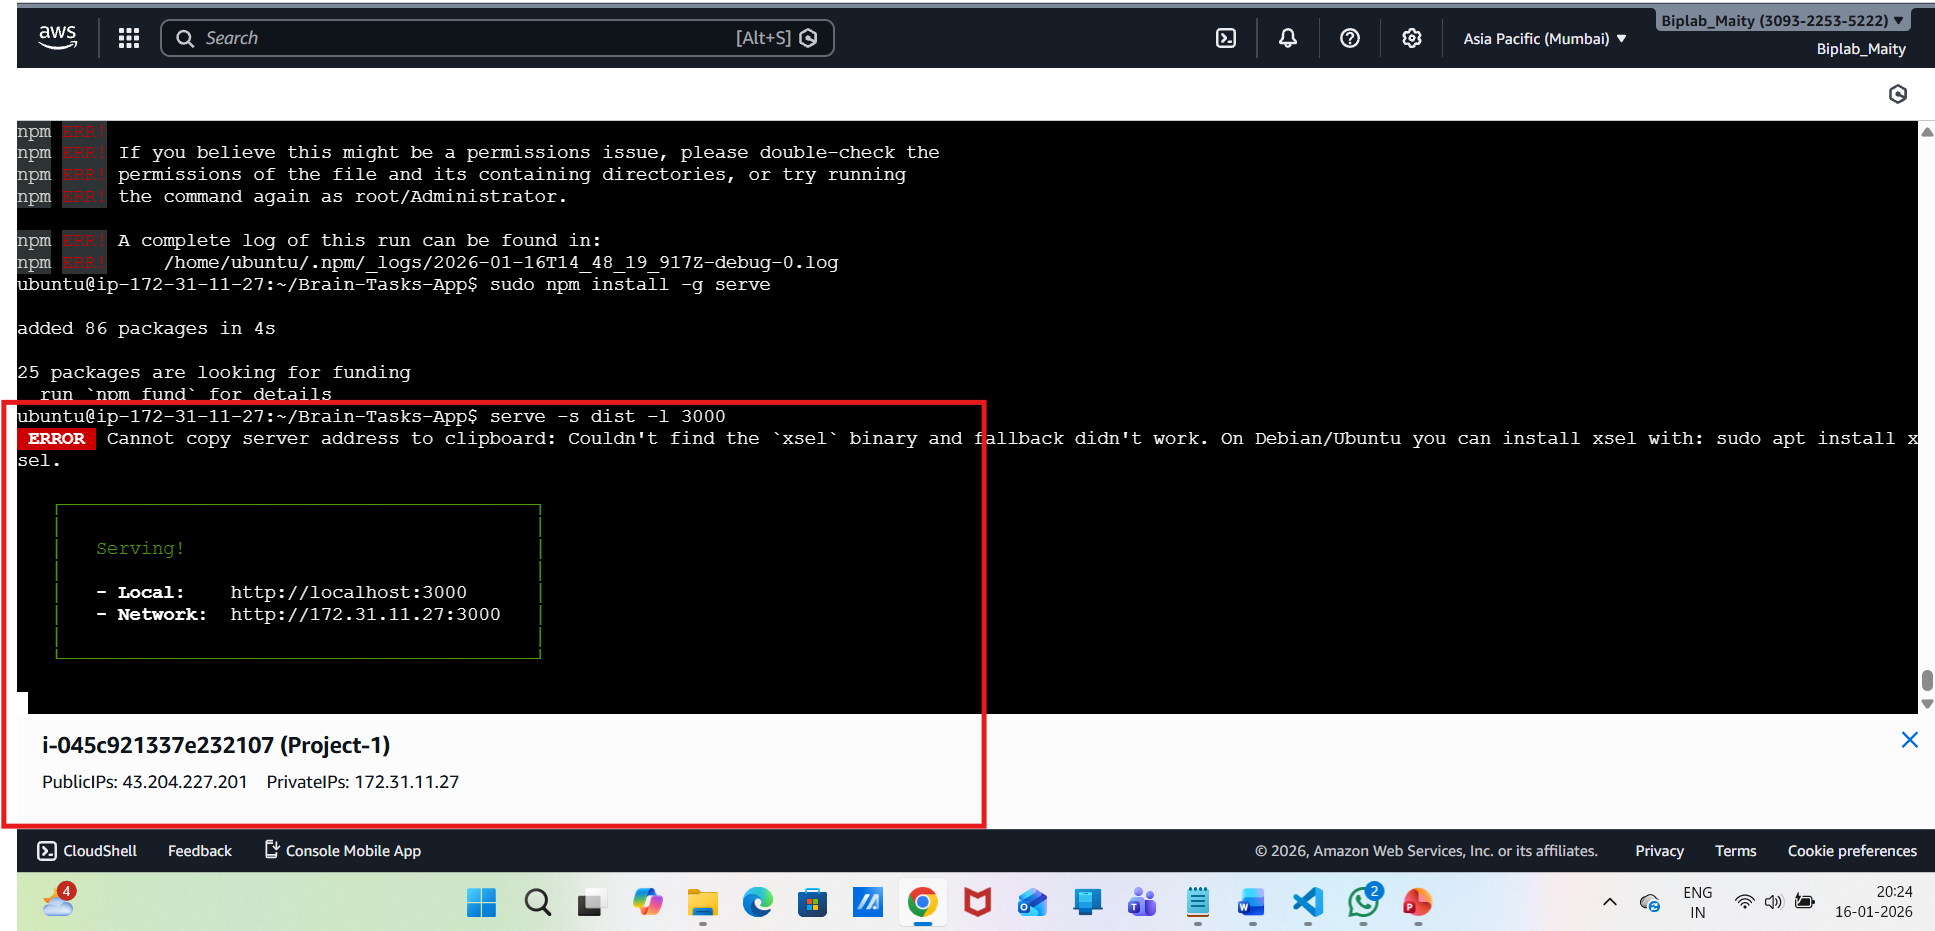 aws
Search [Alt+S]
Asia Pacific (Mumbai) ▼
Biplab_Maity (3093-2253-5222) ▼
Biplab_Maity
npm ERR!
npm ERR! If you believe this might be a permissions issue, please double-check the
npm ERR! permissions of the file and its containing directories, or try running
npm ERR! the command again as root/Administrator.
npm ERR! A complete log of this run can be found in:
npm ERR!     /home/ubuntu/.npm/_logs/2026-01-16T14_48_19_917Z-debug-0.log
ubuntu@ip-172-31-11-27:~/Brain-Tasks-App$ sudo npm install -g serve
added 86 packages in 4s
25 packages are looking for funding
  run `npm fund` for details
ubuntu@ip-172-31-11-27:~/Brain-Tasks-App$ serve -s dist -l 3000
ERROR Cannot copy server address to clipboard: Couldn't find the `xsel` binary and fallback didn't work. On Debian/Ubuntu you can install xsel with: sudo apt install x
sel.
Serving!
- Local:    http://localhost:3000
- Network:  http://172.31.11.27:3000
i-045c921337e232107 (Project-1)
PublicIPs: 43.204.227.201   PrivateIPs: 172.31.11.27
CloudShell Feedback Console Mobile App © 2026, Amazon Web Services, Inc. or its affiliates. Privacy Terms Cookie preferences
4
2
ENG
IN
20:24
16-01-2026